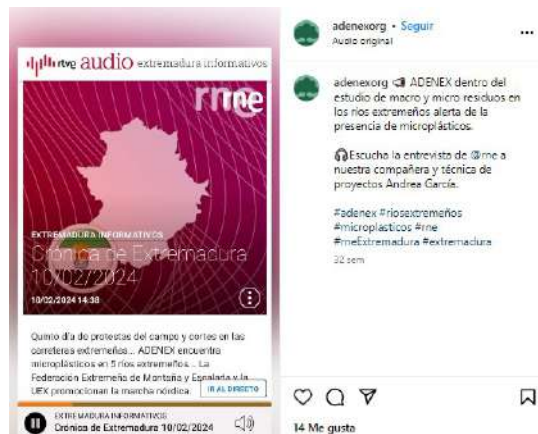 rtve audio extremadura informativos
rne
EXTREMADURA INFORMATIVOS
Crónica de Extremadura
10/02/2024
10/02/2024 14:38
Quinto día de protestas del campo y cortes en las
carreteras extremeñas... ADENEX encuentra
microplásticos en 5 ríos extremeños... La
Federación Extremeña de Montaña y Escalada y la
UEX promocionan la marcha nórdica.
IR AL DIRECTO
EXTREMADURA INFORMATIVOS
Crónica de Extremadura 10/02/2024
adenexorg • Seguir
Audio original
adenexorg 📢 ADENEX dentro del
estudio de macro y micro residuos en
los ríos extremeños alerta de la
presencia de microplásticos.
🎧Escucha la entrevista de @rne a
nuestra compañera y técnica de
proyectos Andrea García.
#adenex #riosextremeños
#microplasticos #rne
#rneExtremadura #extremadura
32 sem
14 Me gusta